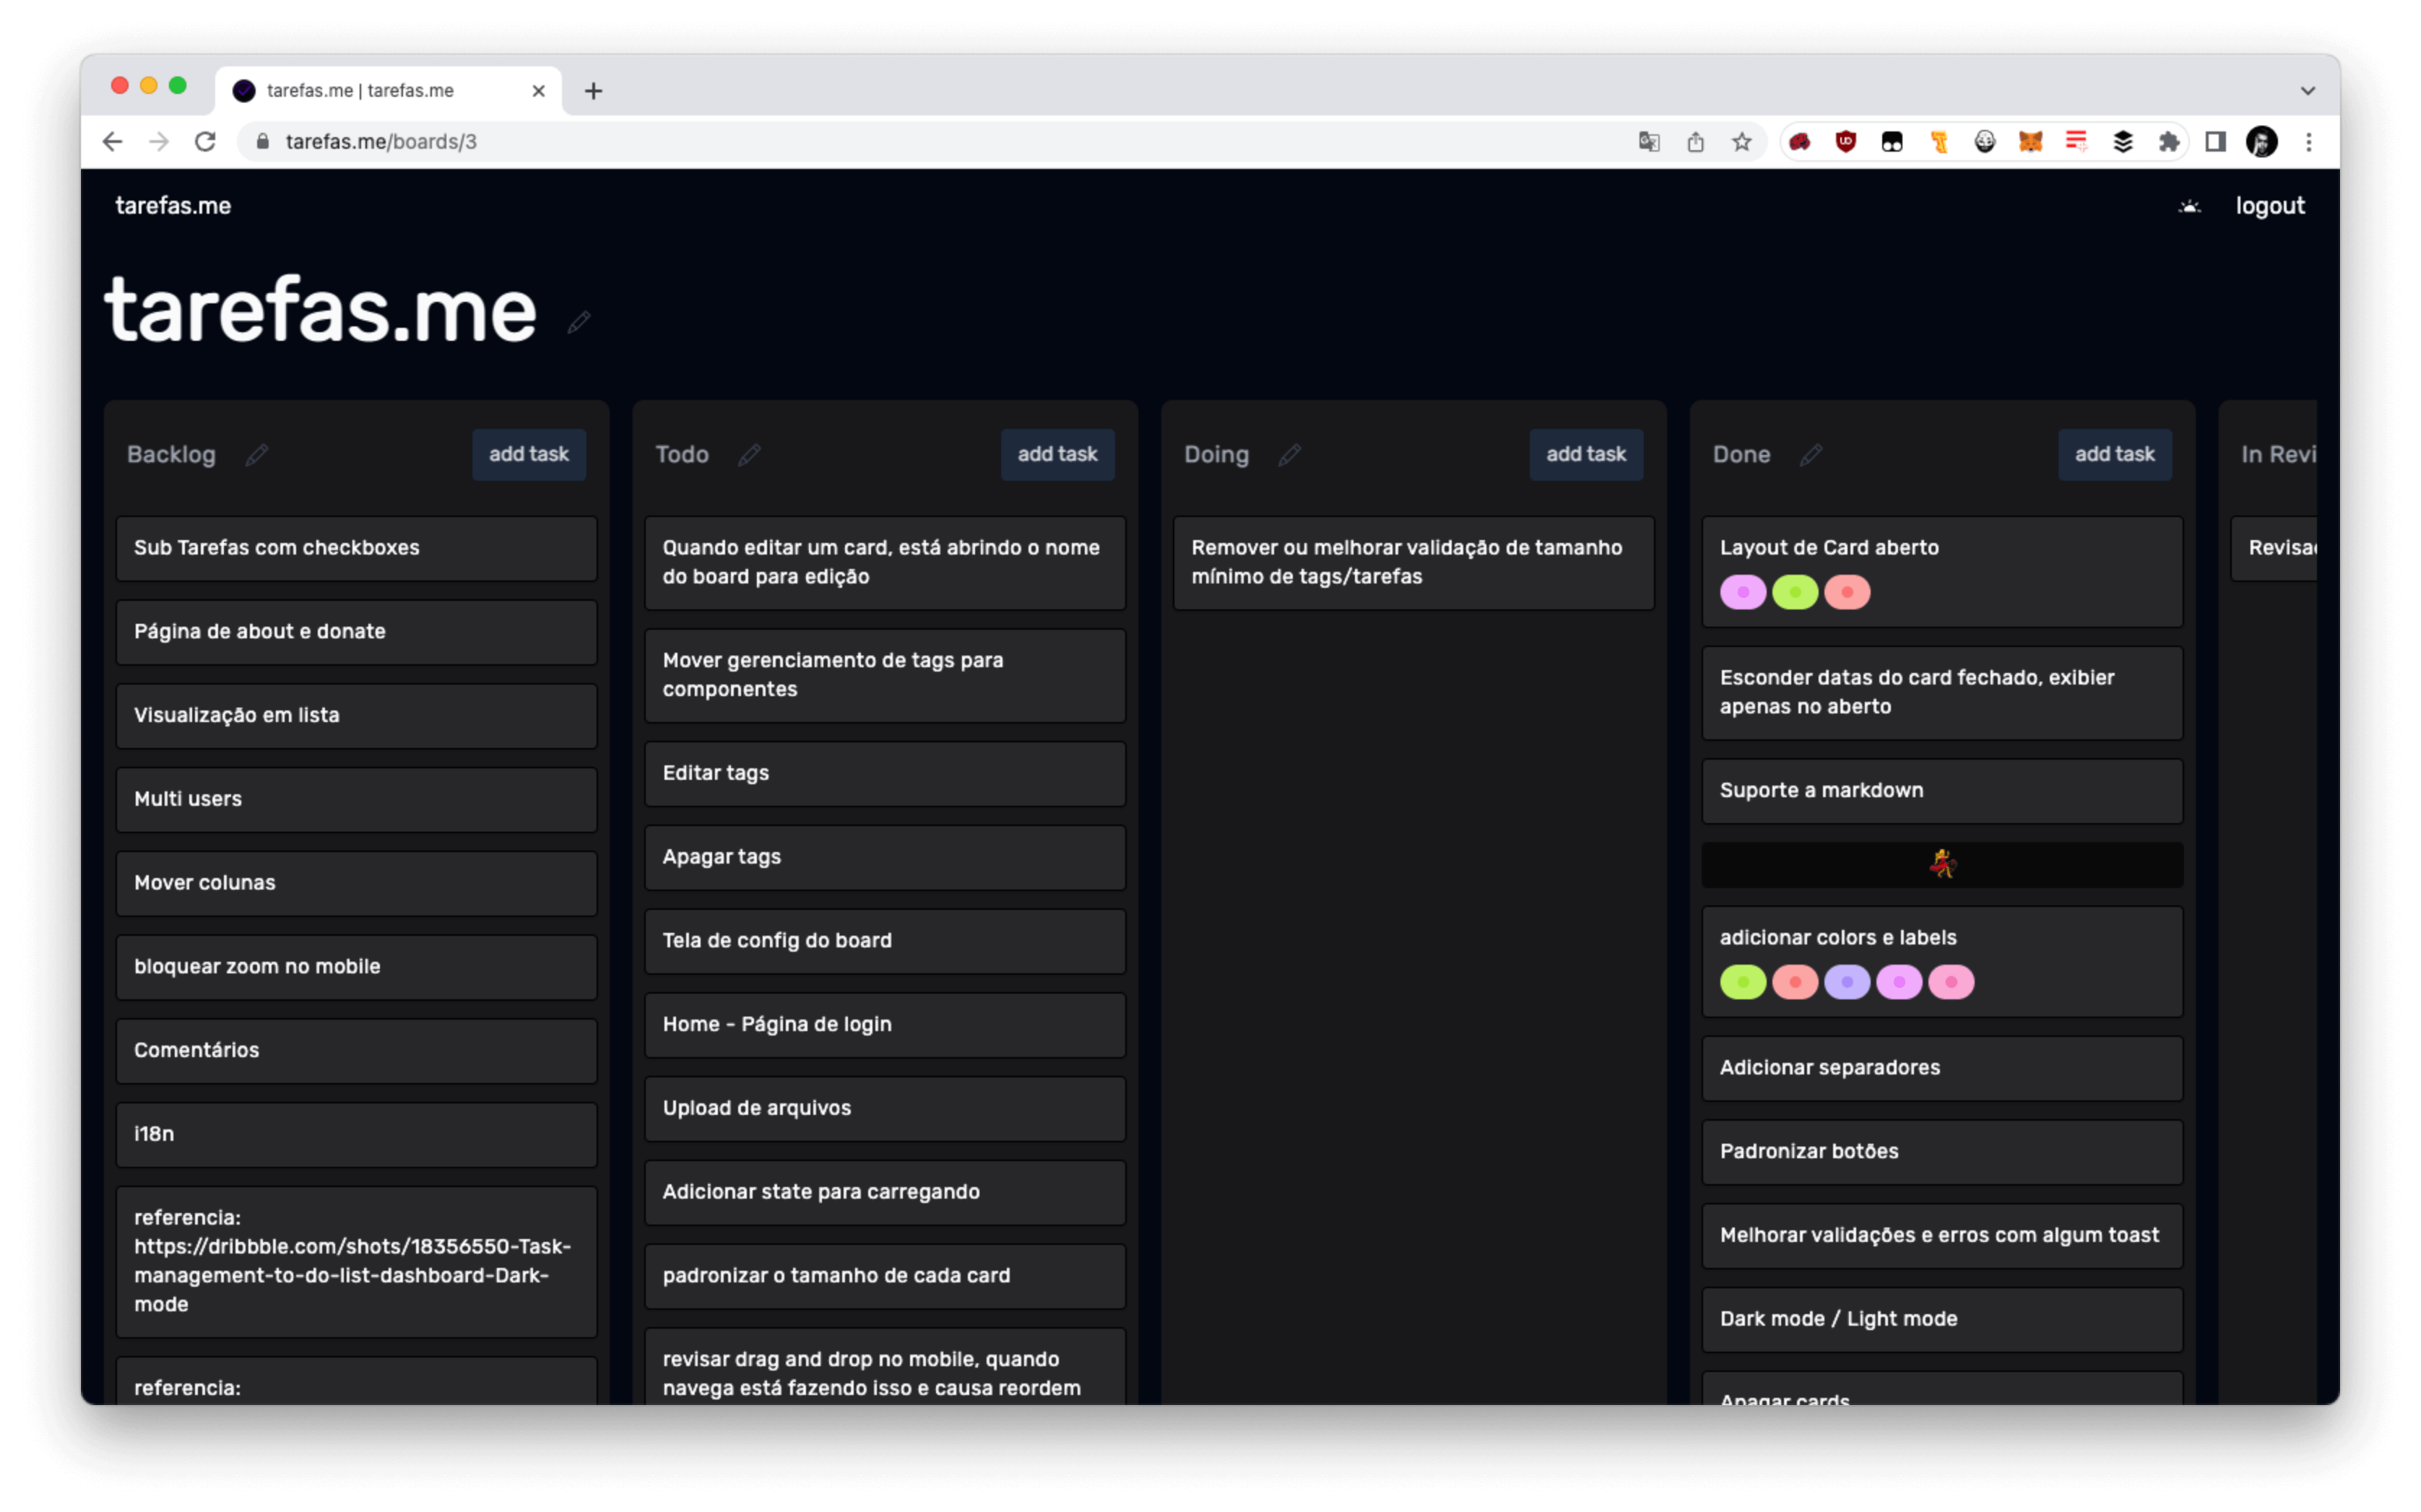 tarefas.me | tarefas.me
tarefas.me/boards/3
tarefas.me
logout
tarefas.me
Backlog
add task
Sub Tarefas com checkboxes
Página de about e donate
Visualização em lista
Multi users
Mover colunas
bloquear zoom no mobile
Comentários
i18n
referencia:
https://dribbble.com/shots/18356550-Task-
management-to-do-list-dashboard-Dark-
mode
referencia:
Todo
add task
Quando editar um card, está abrindo o nome
do board para edição
Mover gerenciamento de tags para
componentes
Editar tags
Apagar tags
Tela de config do board
Home - Página de login
Upload de arquivos
Adicionar state para carregando
padronizar o tamanho de cada card
revisar drag and drop no mobile, quando
navega está fazendo isso e causa reordem
Doing
add task
Remover ou melhorar validação de tamanho
mínimo de tags/tarefas
Done
add task
Layout de Card aberto
Esconder datas do card fechado, exibier
apenas no aberto
Suporte a markdown
adicionar colors e labels
Adicionar separadores
Padronizar botões
Melhorar validações e erros com algum toast
Dark mode / Light mode
Apagar cards
In Revi
Revisa